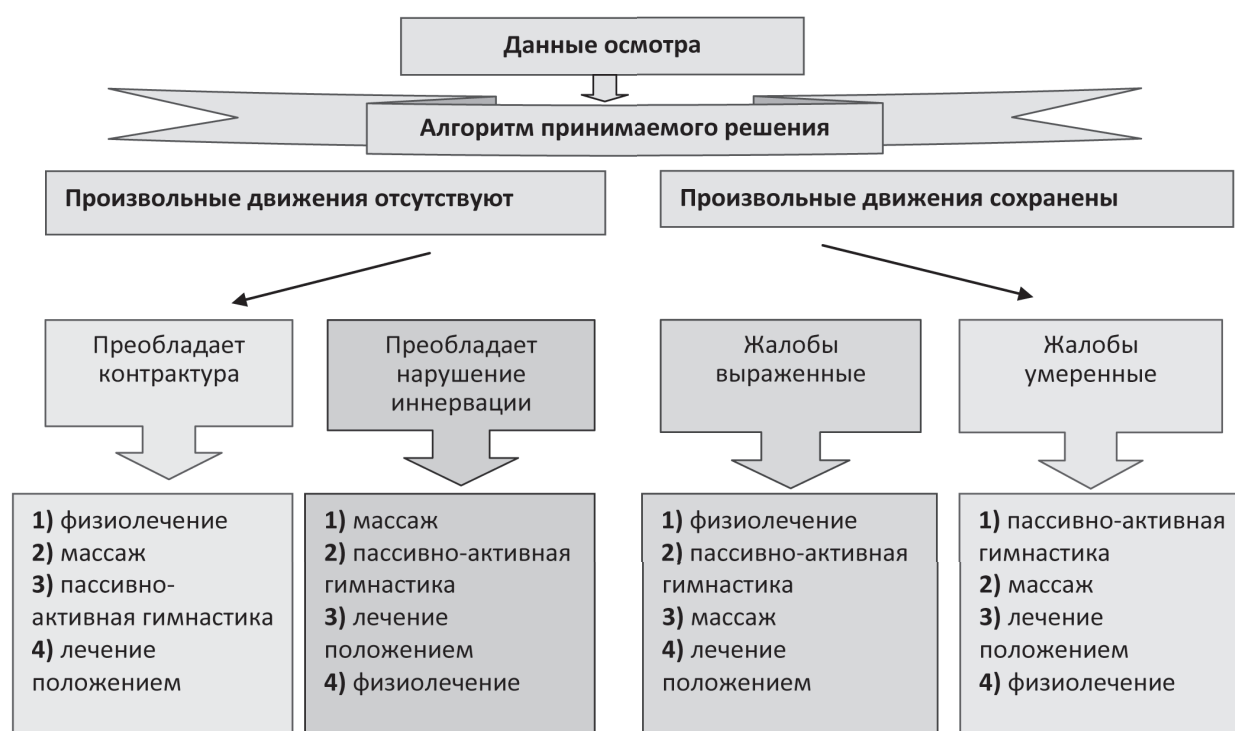 Данные осмотра
Алгоритм принимаемого решения
Произвольные движения отсутствуют
Произвольные движения сохранены
Преобладает
контрактура
Преобладает
нарушение
иннервации
Жалобы
выраженные
Жалобы
умеренные
1) физиолечение
2) массаж
3) пассивно-
активная гимнастика
4) лечение
положением
1) массаж
2) пассивно-активная
гимнастика
3) лечение
положением
4) физиолечение
1) физиолечение
2) пассивно-активная
гимнастика
3) массаж
4) лечение
положением
1) пассивно-активная
гимнастика
2) массаж
3) лечение
положением
4) физиолечение